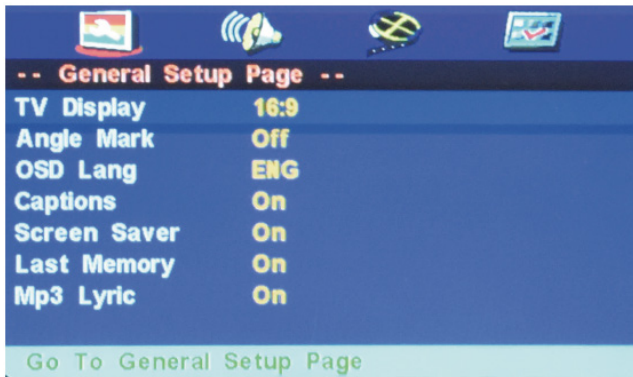 -- General Setup Page --
TV Display 16:9
Angle Mark Off
OSD Lang ENG
Captions On
Screen Saver On
Last Memory On
Mp3 Lyric On
Go To General Setup Page